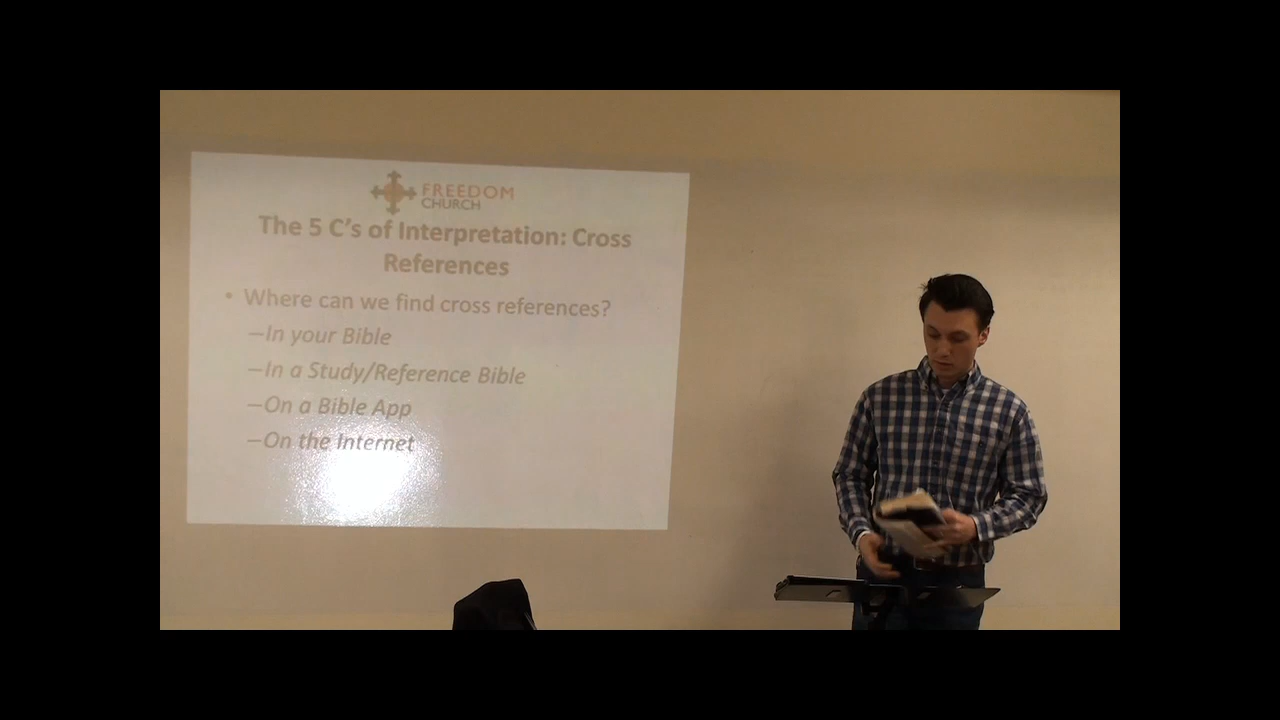 FREEDOM
CHURCH
The 5 C's of Interpretation: Cross
References
• Where can we find cross references?
–In your Bible
–In a Study/Reference Bible
–On a Bible App
–On the Internet